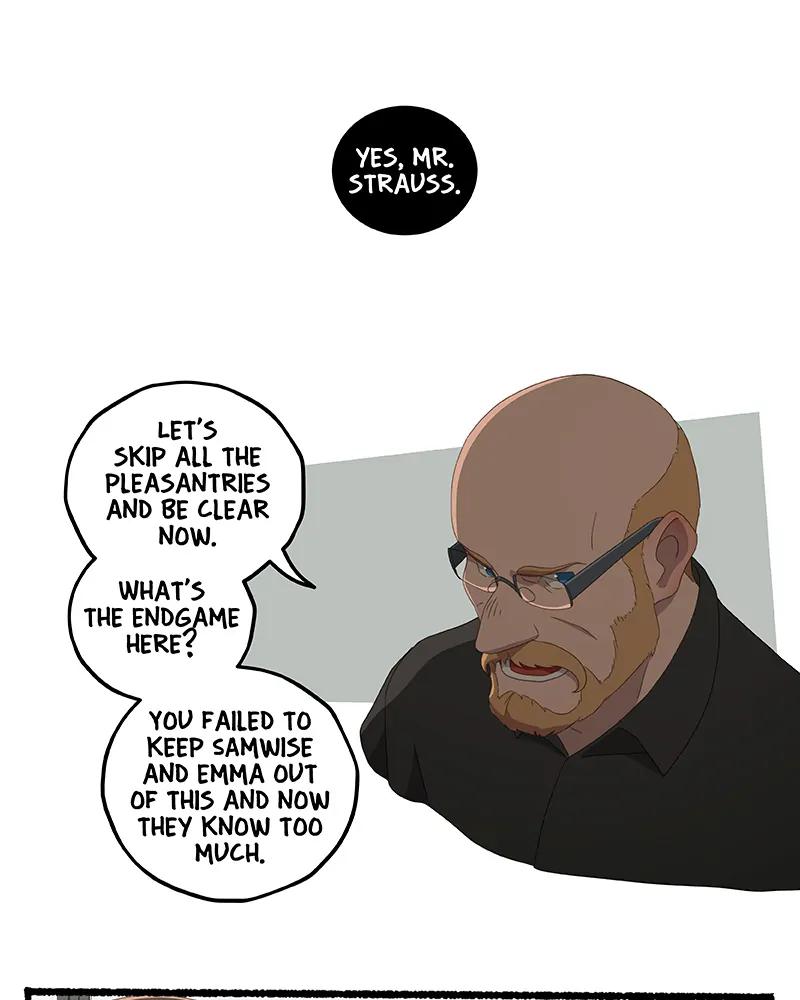 YES, MR.
STRAUSS.
LET'S
SKIP ALL THE
PLEASANTRIES
AND BE CLEAR
NOW.
WHAT'S
THE ENDGAME
HERE?
YOU FAILED TO
KEEP SAMWISE
AND EMMA OUT
OF THIS AND NOW
THEY KNOW TOO
MUCH.